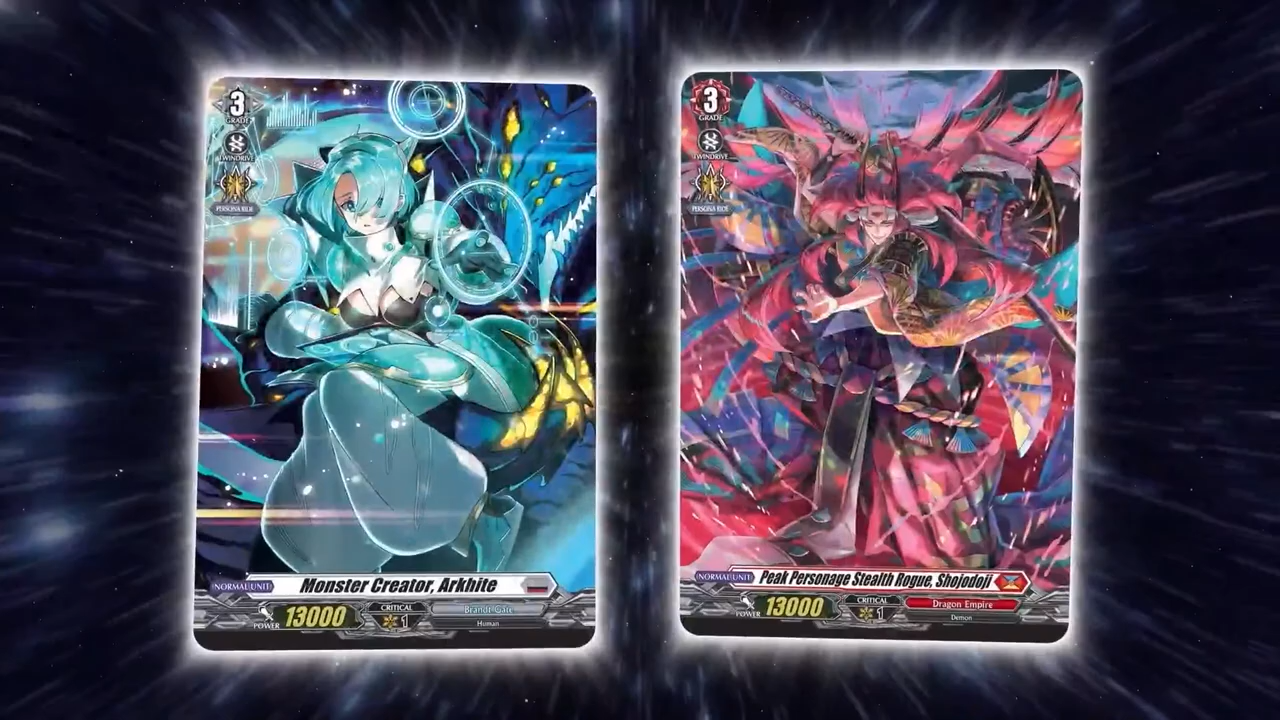 3
GRADE
TWINDRIVE
PERSONA RIDE
NORMAL UNIT
Monster Creator, Arkhite
POWER
13000
CRITICAL
1
Brandt Gate
Human
3
GRADE
TWINDRIVE
PERSONA RIDE
NORMAL UNIT
Peak Personage Stealth Rogue, Shojodoji
POWER
13000
CRITICAL
1
Dragon Empire
Demon